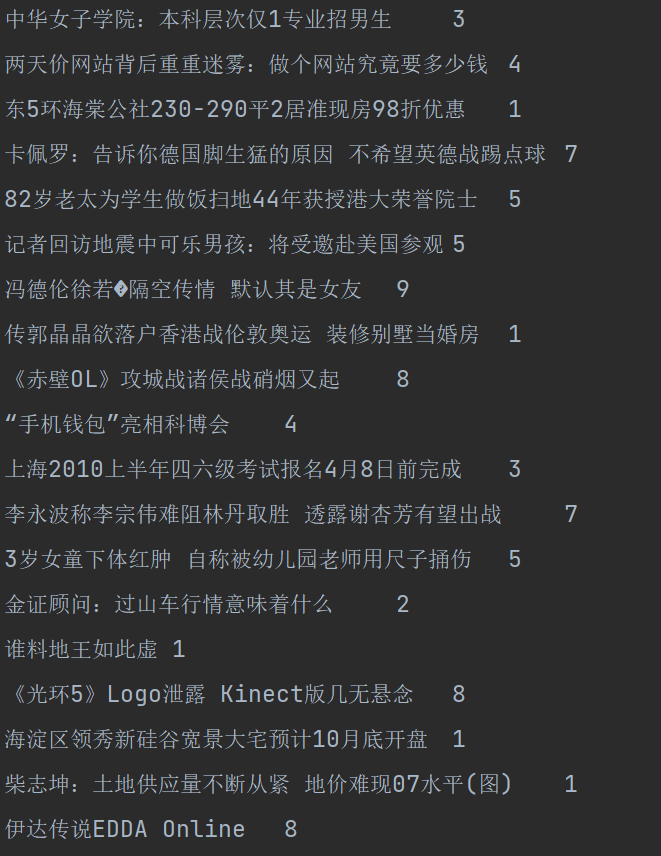 中华女子学院：本科层次仅1专业招男生	3
两天价网站背后重重迷雾：做个网站究竟要多少钱	4
东5环海棠公社230-290平2居准现房98折优惠	1
卡佩罗：告诉你德国脚生猛的原因 不希望英德战踢点球	7
82岁老太为学生做饭扫地44年获授港大荣誉院士	5
记者回访地震中可乐男孩：将受邀赴美国参观	5
冯德伦徐若�隔空传情 默认其是女友	9
传郭晶晶欲落户香港战伦敦奥运 装修别墅当婚房	1
《赤壁OL》攻城战诸侯战硝烟又起	8
“手机钱包”亮相科博会	4
上海2010上半年四六级考试报名4月8日前完成	3
李永波称李宗伟难阻林丹取胜 透露谢杏芳有望出战	7
3岁女童下体红肿 自称被幼儿园老师用尺子捅伤	5
金证顾问：过山车行情意味着什么	2
谁料地王如此虚	1
《光环5》Logo泄露 Kinect版几无悬念	8
海淀区领秀新硅谷宽景大宅预计10月底开盘	1
柴志坤：土地供应量不断从紧 地价难现07水平(图)	1
伊达传说EDDA Online	8